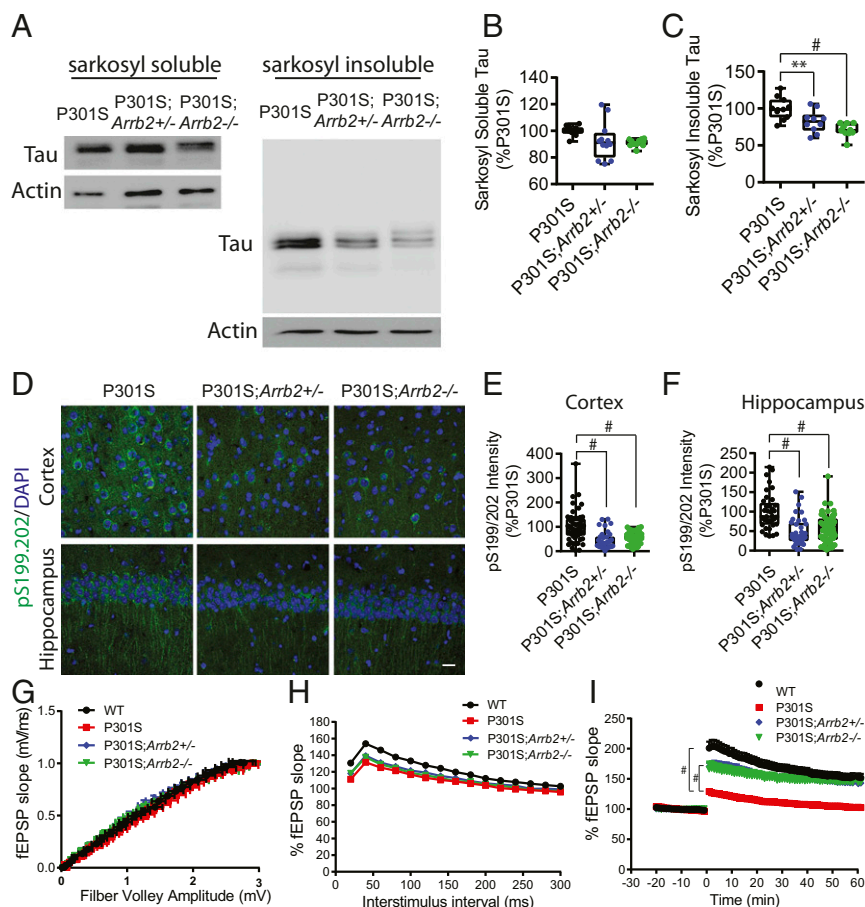 A
sarkosyl soluble
P301S
P301S;
Arrb2+/-
P301S;
Arrb2-/-
Tau
Actin
sarkosyl insoluble
P301S
P301S;
Arrb2+/-
P301S;
Arrb2-/-
Tau
Actin
B
Sarkosyl Soluble Tau
(%P301S)
140
120
100
80
60
P301S
P301S;Arrb2+/-
P301S;Arrb2-/-
C
Sarkosyl Insoluble Tau
(%P301S)
150
100
50
0
#
**
P301S
P301S;Arrb2+/-
P301S;Arrb2-/-
D
P301S
P301S;Arrb2+/-
P301S;Arrb2-/-
pS199.202/DAPI
Cortex
Hippocampus
E
Cortex
pS199/202 Intensity
(%P301S)
500
400
300
200
100
0
#
#
P301S
P301S;Arrb2+/-
P301S;Arrb2-/-
F
Hippocampus
pS199/202 Intensity
(%P301S)
250
200
150
100
50
0
#
#
P301S
P301S;Arrb2+/-
P301S;Arrb2-/-
G
WT
P301S
P301S;Arrb2+/-
P301S;Arrb2-/-
fEPSP slope (mV/ms)
1.5
1.0
0.5
0.0
0 1 2 3
Filber Volley Amplitude (mV)
H
WT
P301S
P301S;Arrb2+/-
P301S;Arrb2-/-
% fEPSP slope
180
160
140
120
100
80
60
40
20
0
0 50 100 150 200 250 300
Interstimulus interval (ms)
I
WT
P301S
P301S;Arrb2+/-
P301S;Arrb2-/-
% fEPSP slope
250
200
150
100
50
0
#
#
-30 -20 -10 0 10 20 30 40 50 60
Time (min)